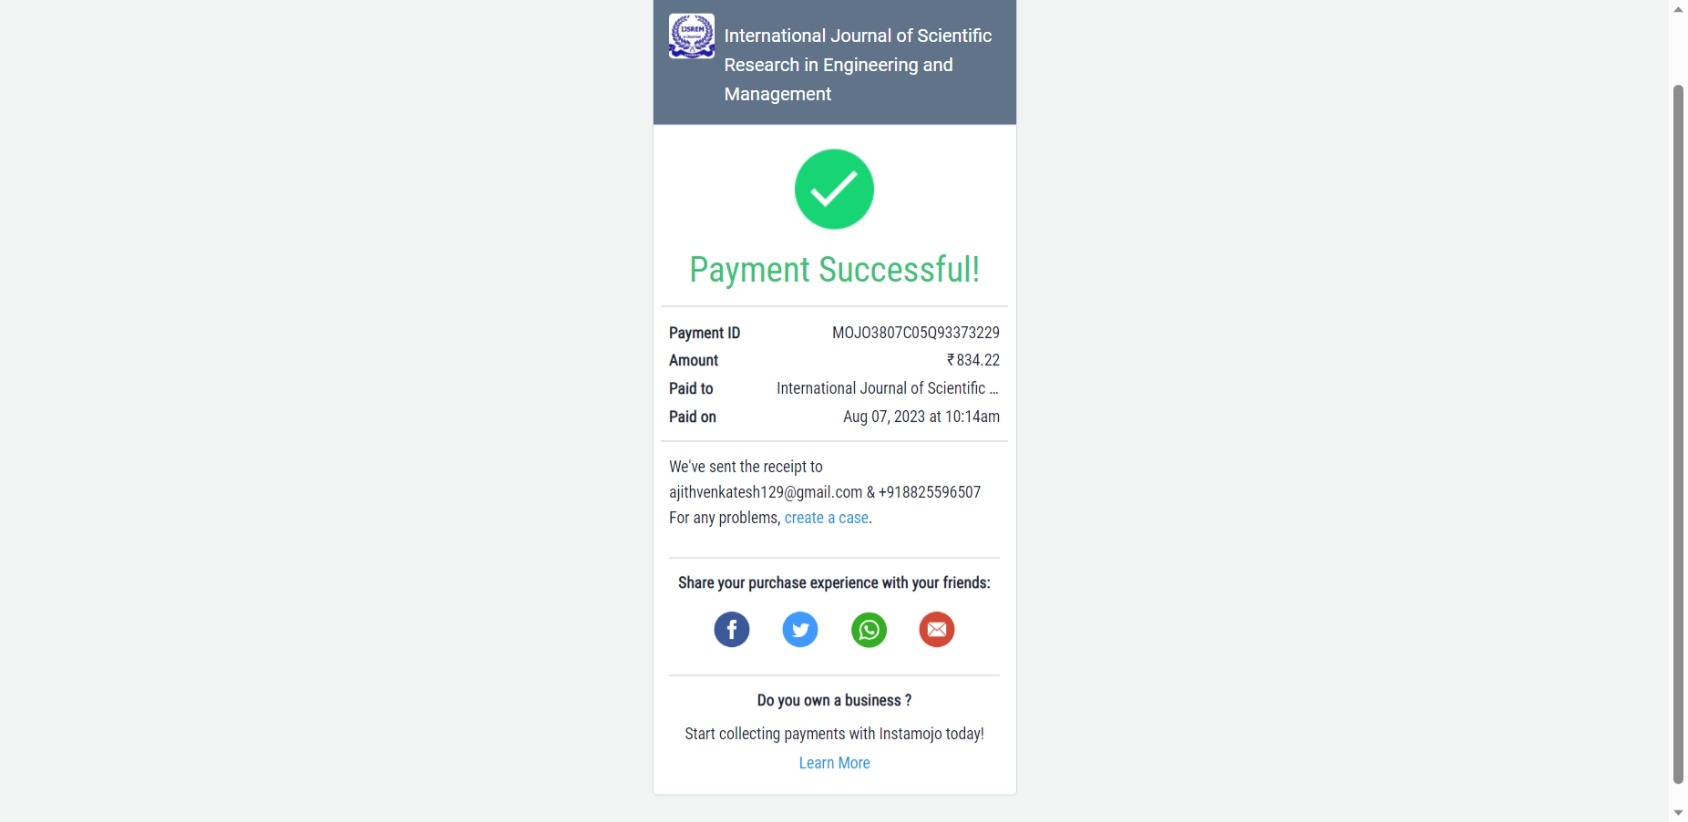 IJSREM
International Journal of Scientific
Research in Engineering and
Management
Payment Successful!
Payment ID MOJO3807C05Q93373229
Amount ₹834.22
Paid to International Journal of Scientific ...
Paid on Aug 07, 2023 at 10:14am
We've sent the receipt to
ajithvenkatesh129@gmail.com & +918825596507
For any problems, create a case.
Share your purchase experience with your friends:
Do you own a business ?
Start collecting payments with Instamojo today!
Learn More